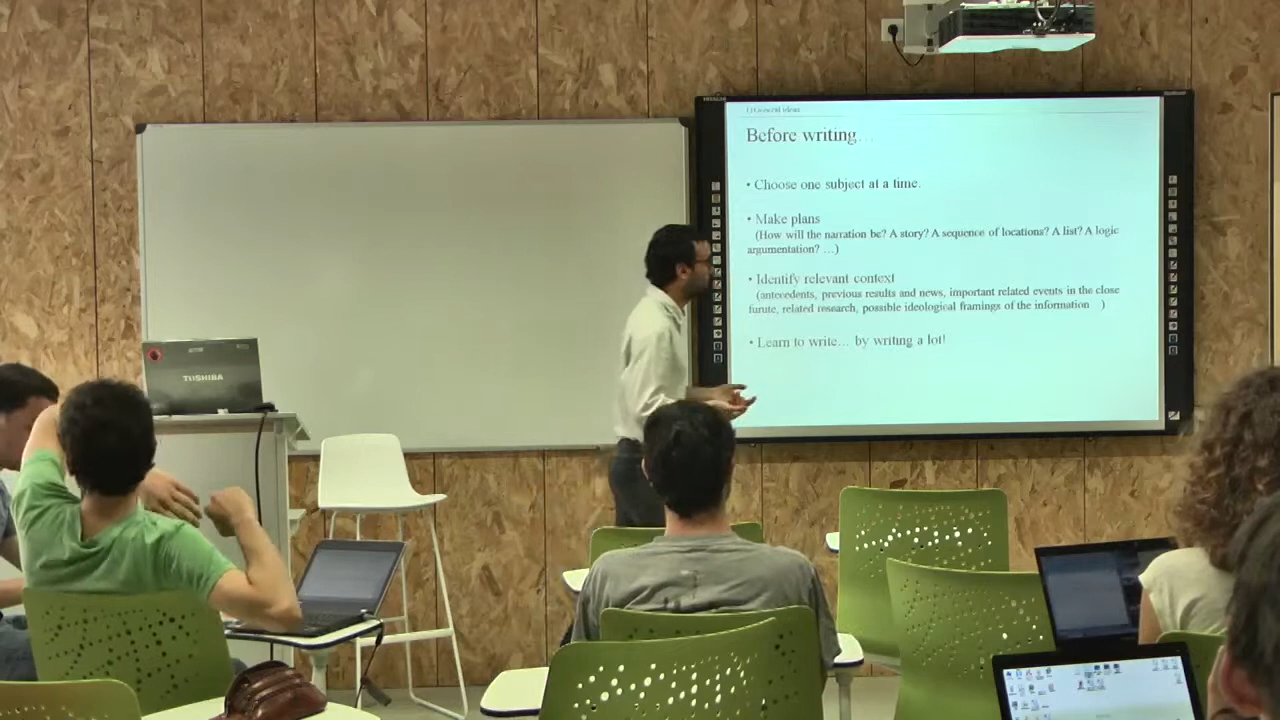 Before writing…
• Choose one subject at a time.
• Make plans
(How will the narration be? A story? A sequence of locations? A list? A logic
argumentation? …)
• Identify relevant context
(antecedents, previous results and news, important related events in the close
furute, related research, possible ideological framings of the information )
• Learn to write… by writing a lot!
TOSHIBA